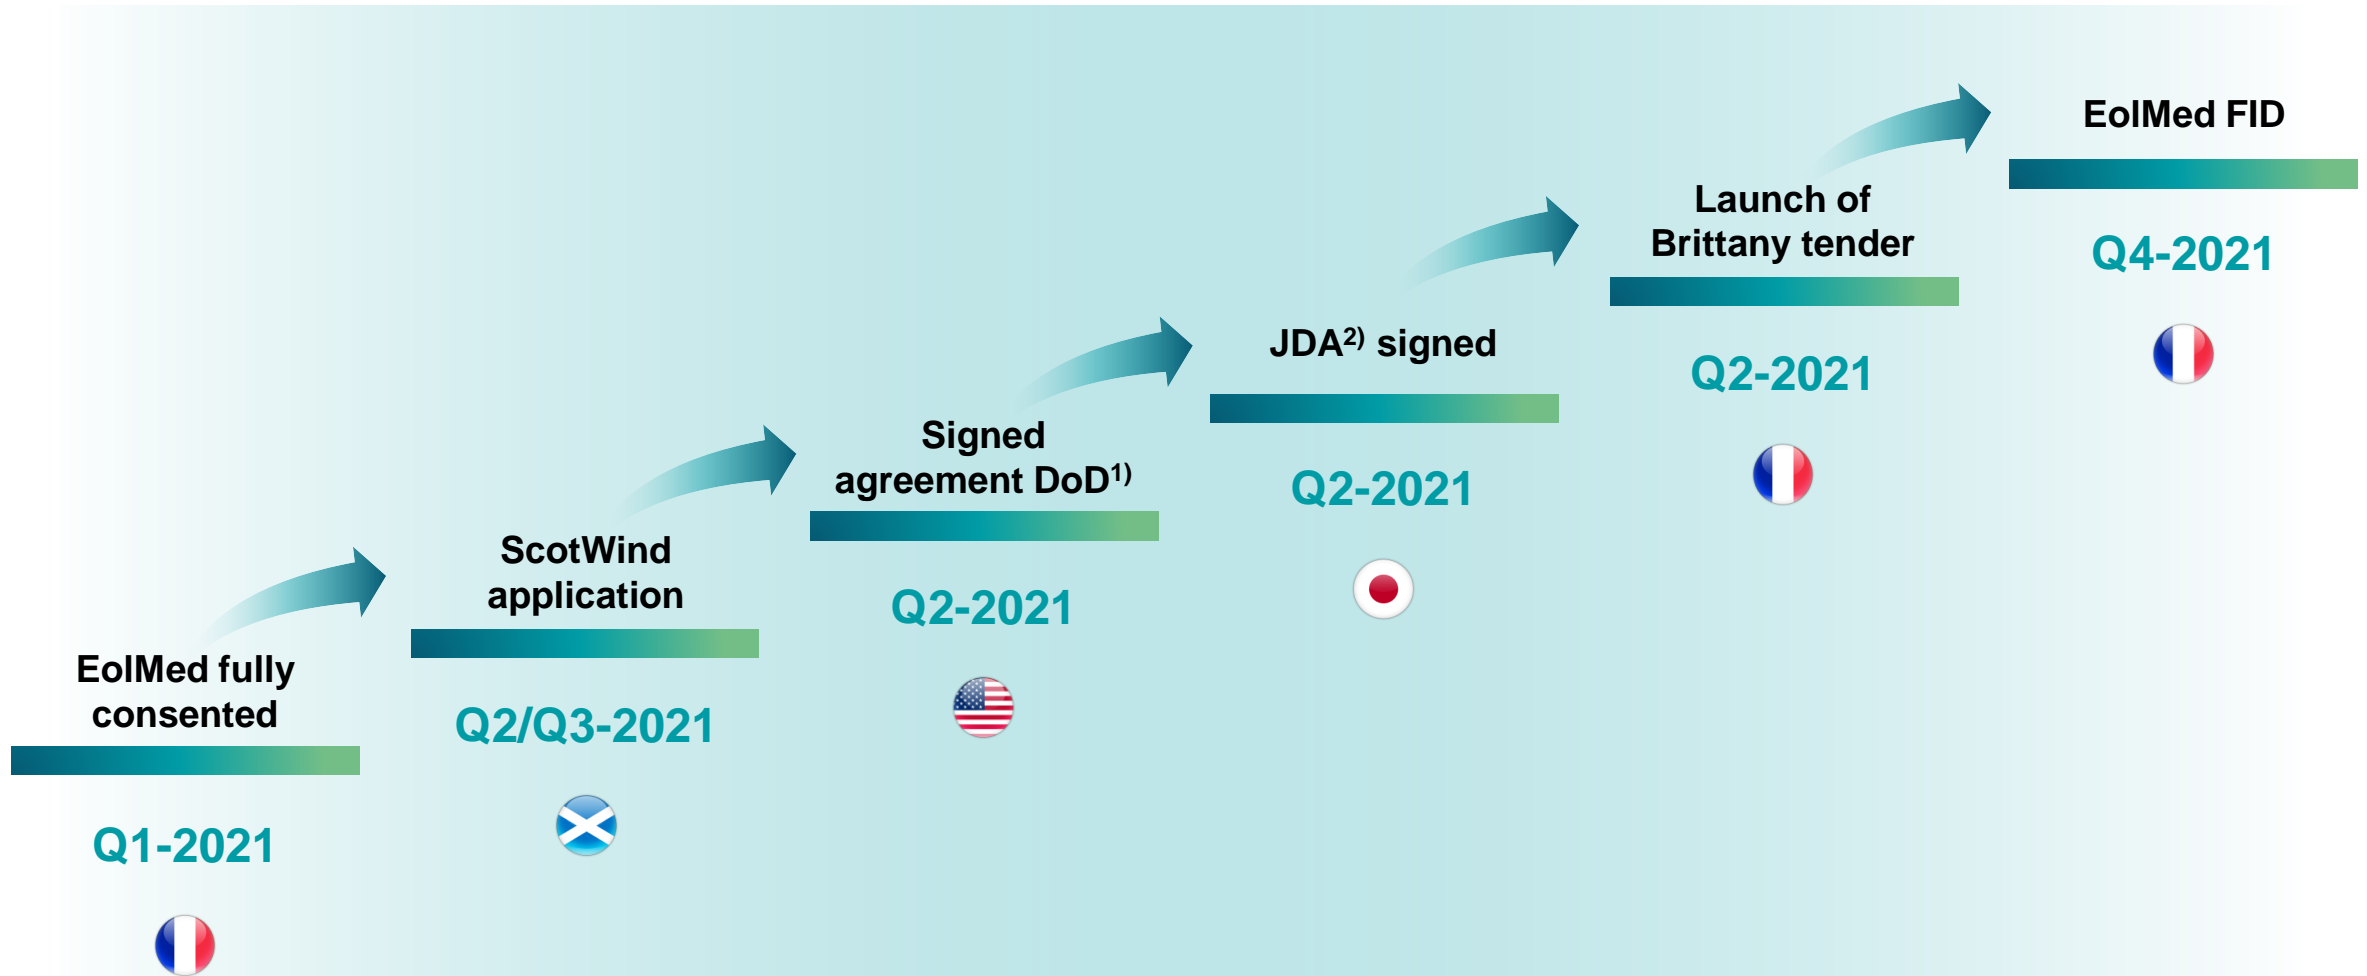 EolMed fully
consented
Q1-2021
ScotWind
application
Q2/Q3-2021
Signed
agreement DoD1)
Q2-2021
JDA2) signed
Q2-2021
Launch of
Brittany tender
Q2-2021
EolMed FID
Q4-2021